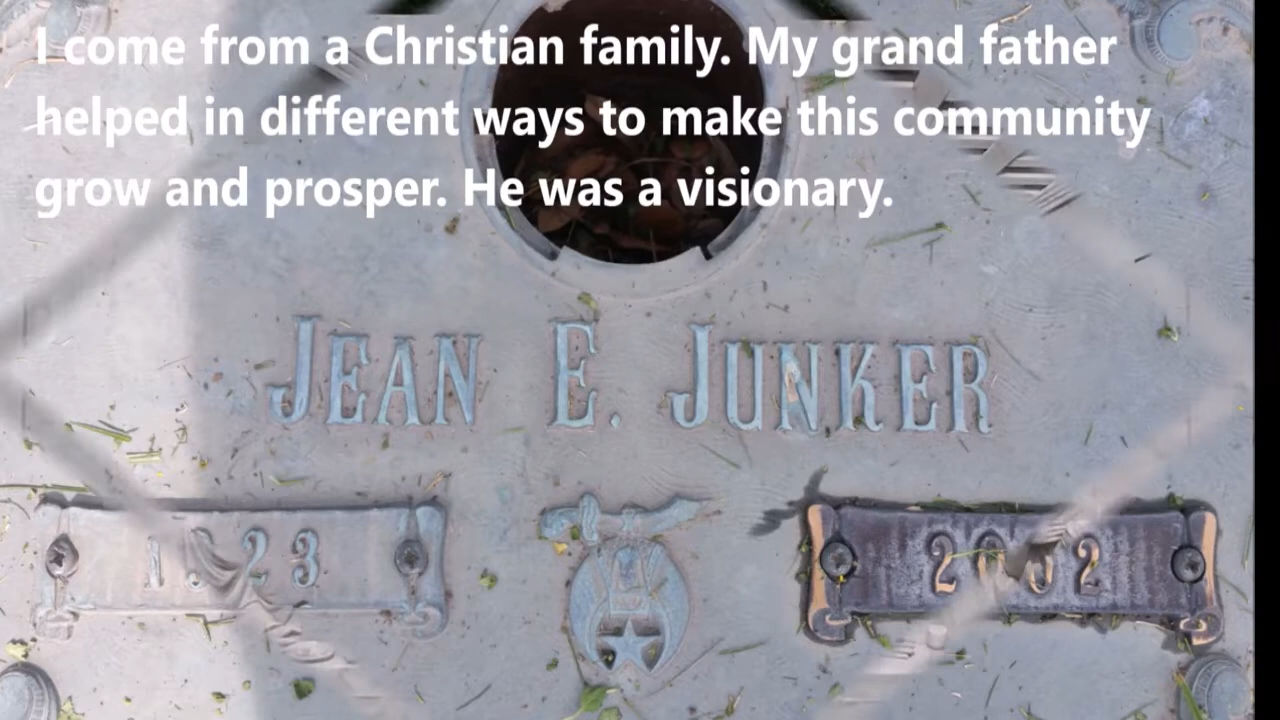 I come from a Christian family. My grand father
helped in different ways to make this community
grow and prosper. He was a visionary.
JEAN E. JUNKER
1923 2002